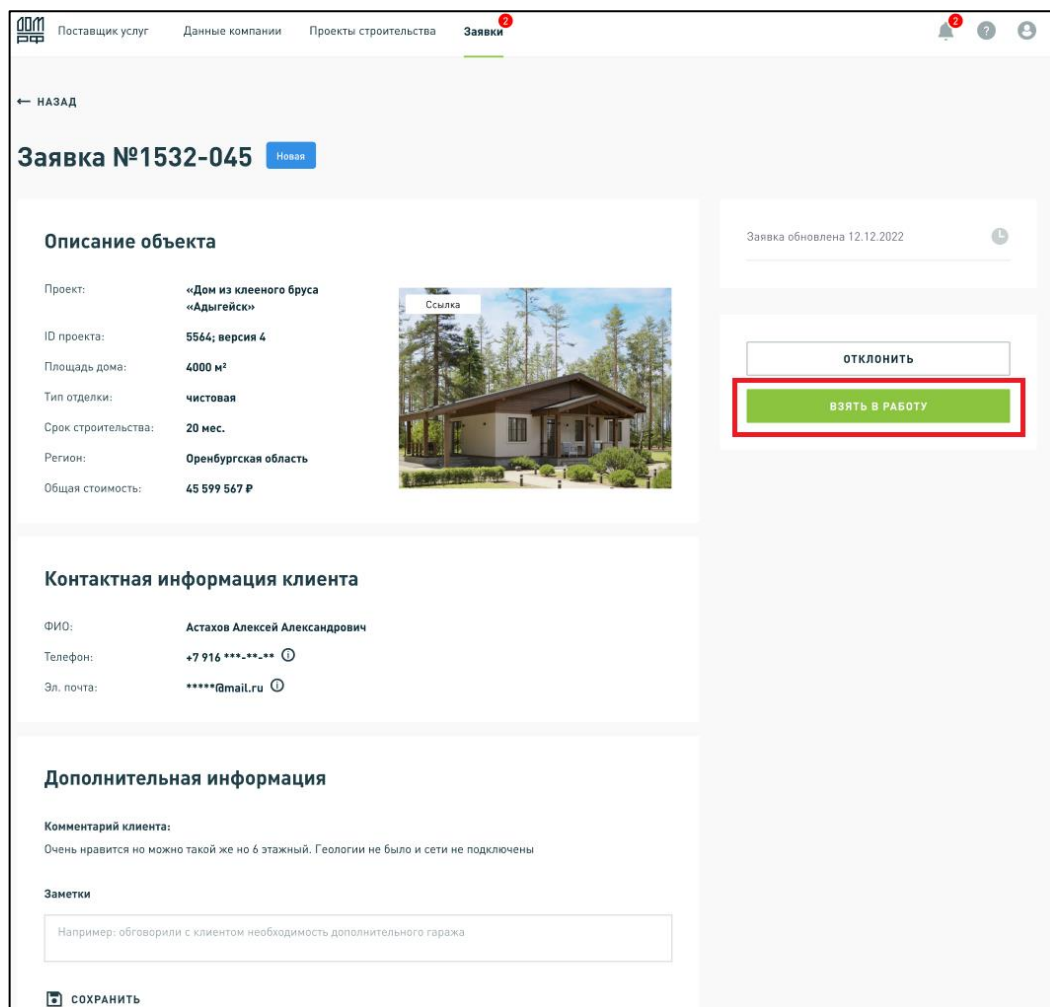 ДОМ
РФ
Поставщик услуг
Данные компании
Проекты строительства
Заявки
2
2
?
← НАЗАД
Заявка №1532-045
Новая
Описание объекта
Проект:
«Дом из клееного бруса
«Адыгейск»
ID проекта:
5564; версия 4
Площадь дома:
4000 м²
Тип отделки:
чистовая
Срок строительства:
20 мес.
Регион:
Оренбургская область
Общая стоимость:
45 599 567 ₽
Ссылка
Заявка обновлена 12.12.2022
ОТКЛОНИТЬ
ВЗЯТЬ В РАБОТУ
Контактная информация клиента
ФИО:
Астахов Алексей Александрович
Телефон:
+7 916 ***-**-**
Эл. почта:
*****@mail.ru
Дополнительная информация
Комментарий клиента:
Очень нравится но можно такой же но 6 этажный. Геологии не было и сети не подключены
Заметки
Например: обговорили с клиентом необходимость дополнительного гаража
СОХРАНИТЬ